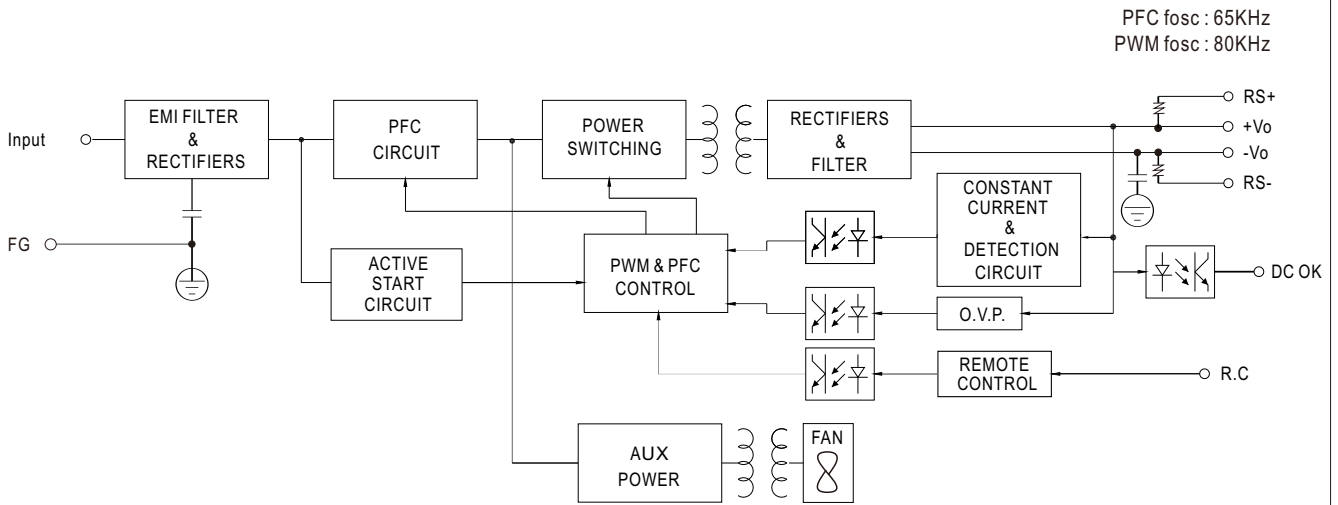 PFC fosc : 65KHz
PWM fosc : 80KHz
Input
EMI FILTER
&
RECTIFIERS
PFC
CIRCUIT
POWER
SWITCHING
RECTIFIERS
&
FILTER
RS+
+Vo
-Vo
RS-
FG
ACTIVE
START
CIRCUIT
PWM & PFC
CONTROL
CONSTANT
CURRENT
&
DETECTION
CIRCUIT
DC OK
O.V.P.
REMOTE
CONTROL
R.C
AUX
POWER
FAN